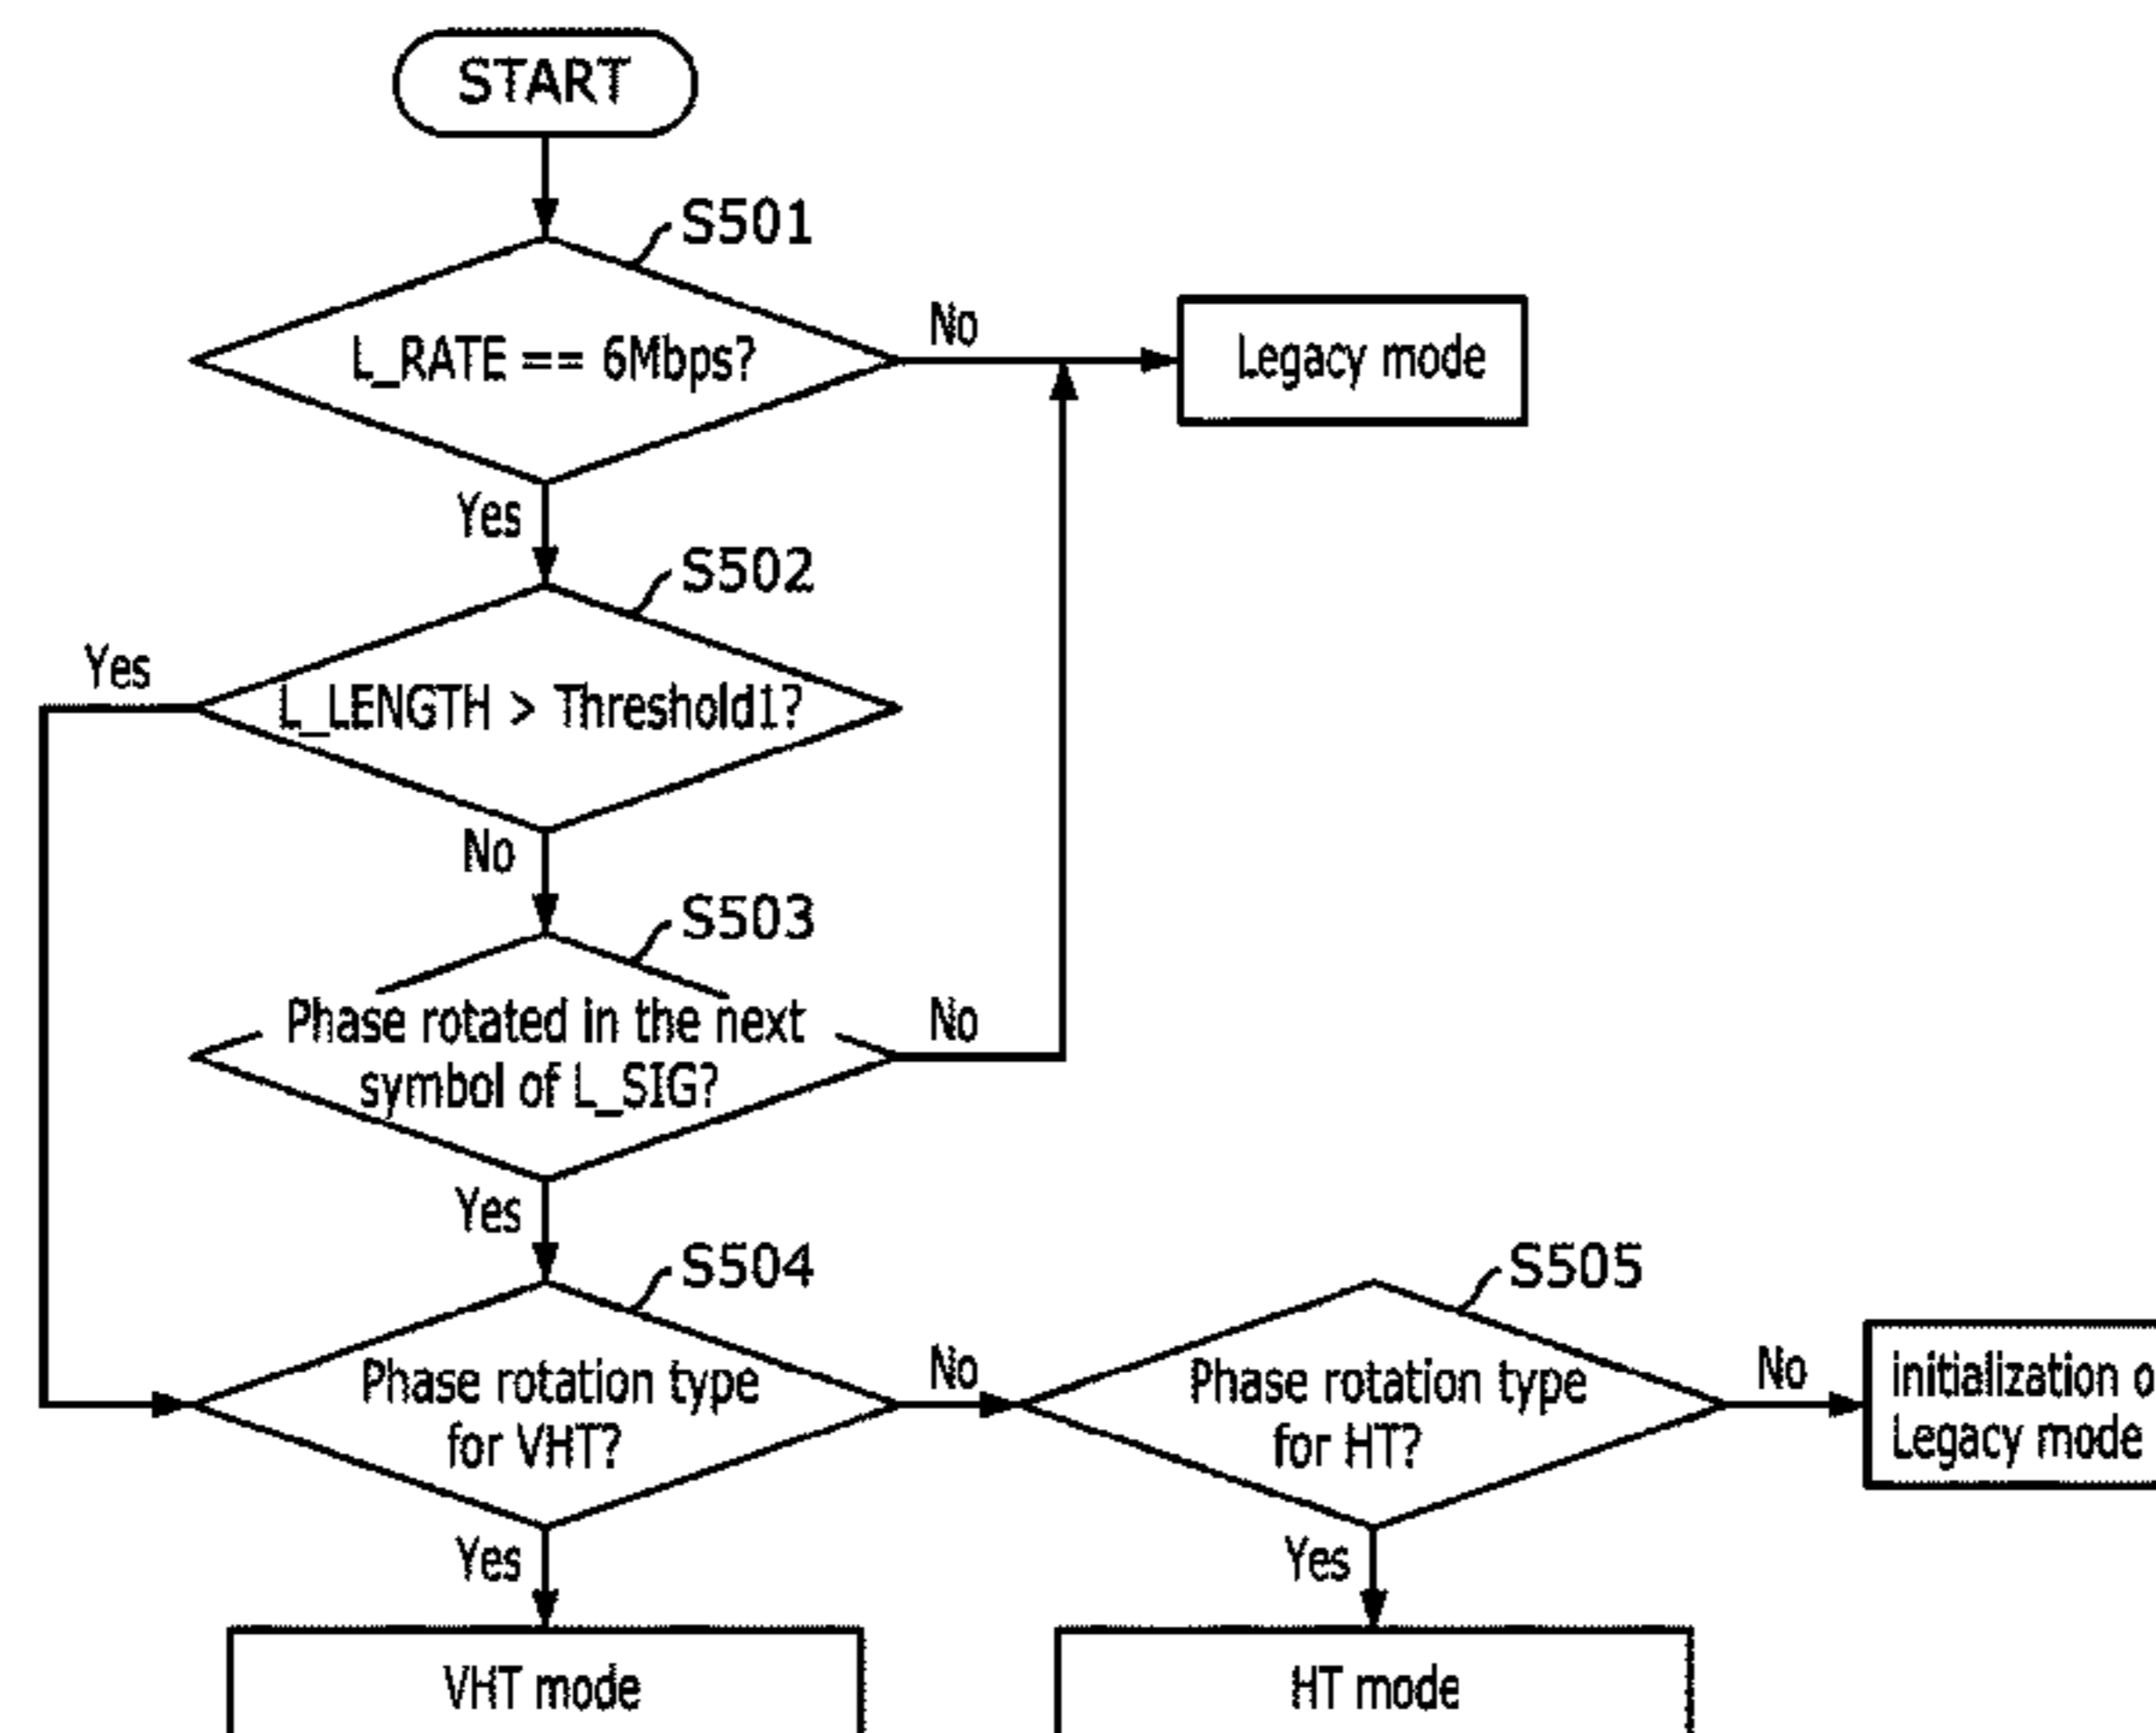 START
S501
L_RATE == 6Mbps?
No
Legacy mode
Yes
S502
Yes
L_LENGTH > Threshold1?
No
S503
Phase rotated in the next
symbol of L_SIG?
No
Yes
S504
S505
Phase rotation type
for VHT?
No
Phase rotation type
for HT?
No
initialization
Legacy mode
Yes
Yes
VHT mode
HT mode